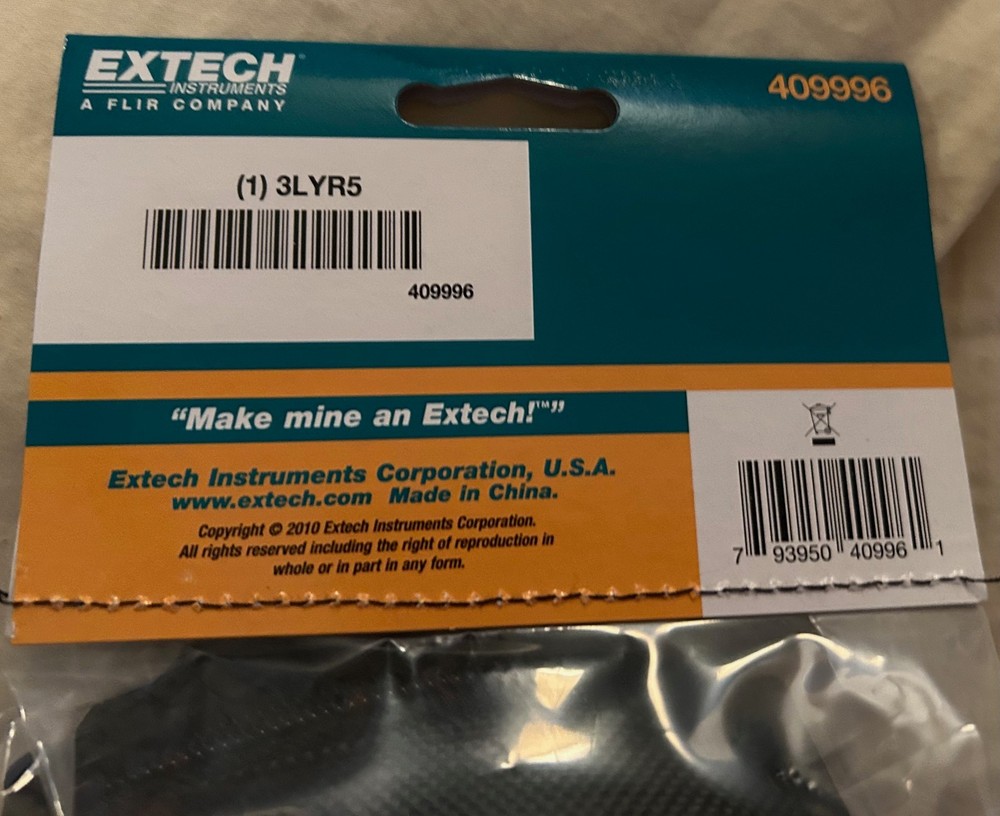 EXTECH
INSTRUMENTS
A FLIR COMPANY
409996
(1) 3LYR5
409996
“Make mine an Extech!™”
Extech Instruments Corporation, U.S.A.
www.extech.com Made in China.
Copyright © 2010 Extech Instruments Corporation.
All rights reserved including the right of reproduction in
whole or in part in any form.
7 93950 40996 1